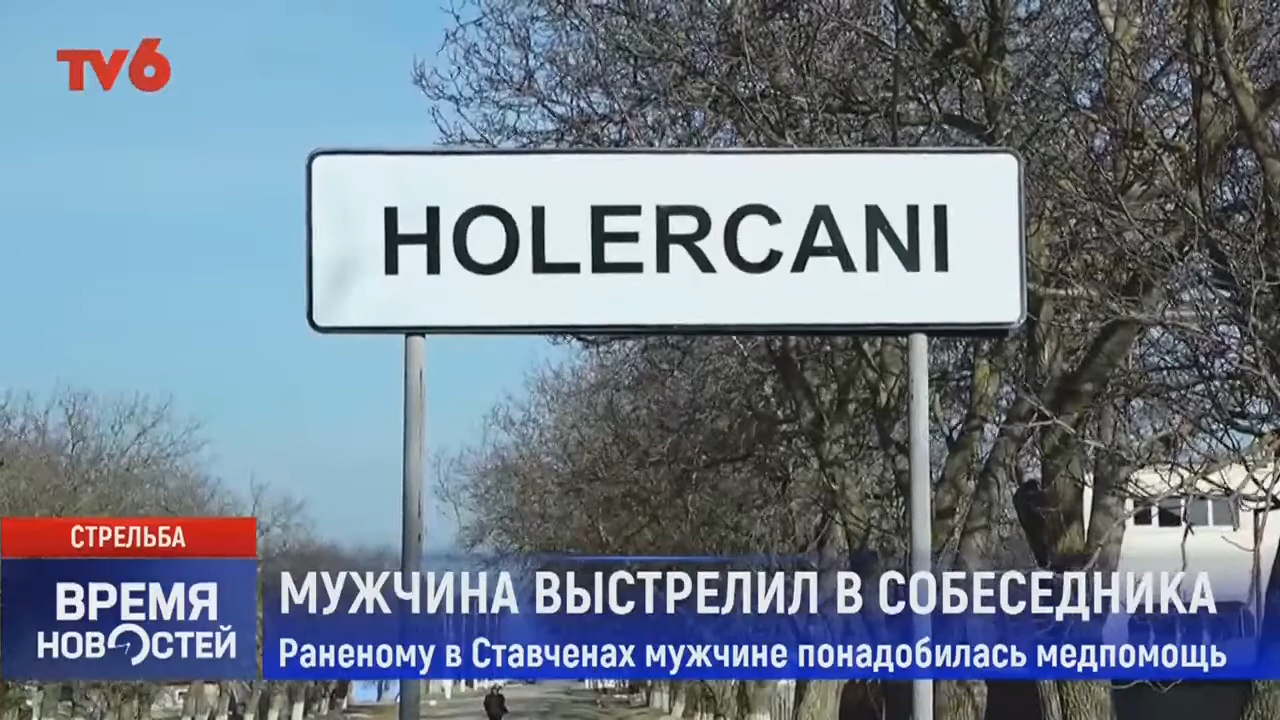 TV6
HOLERCANI
СТРЕЛЬБА
ВРЕМЯ
НОВОСТЕЙ
МУЖЧИНА ВЫСТРЕЛИЛ В СОБЕСЕДНИКА
Раненому в Ставченах мужчине понадобилась медпомощь